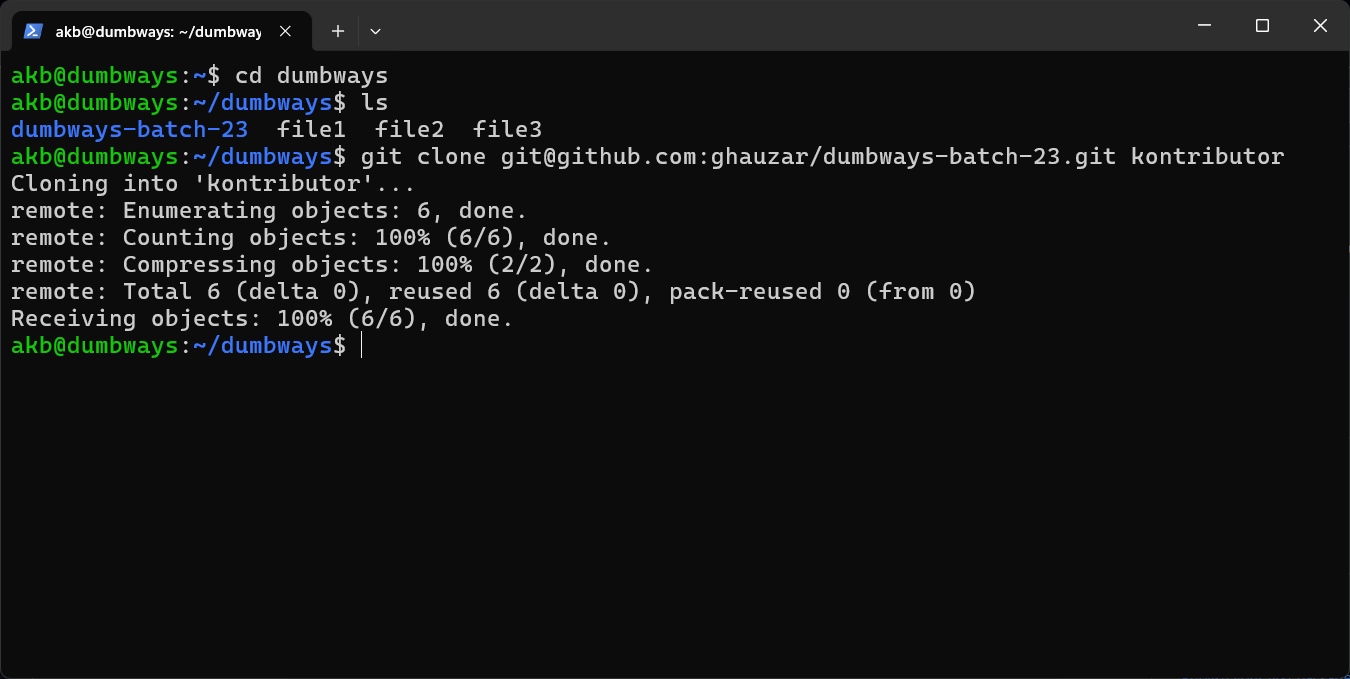 akb@dumbways: ~/dumbway
akb@dumbways:~$ cd dumbways
akb@dumbways:~/dumbways$ ls
dumbways-batch-23  file1  file2  file3
akb@dumbways:~/dumbways$ git clone git@github.com:ghauzar/dumbways-batch-23.git kontributor
Cloning into 'kontributor'...
remote: Enumerating objects: 6, done.
remote: Counting objects: 100% (6/6), done.
remote: Compressing objects: 100% (2/2), done.
remote: Total 6 (delta 0), reused 6 (delta 0), pack-reused 0 (from 0)
Receiving objects: 100% (6/6), done.
akb@dumbways:~/dumbways$